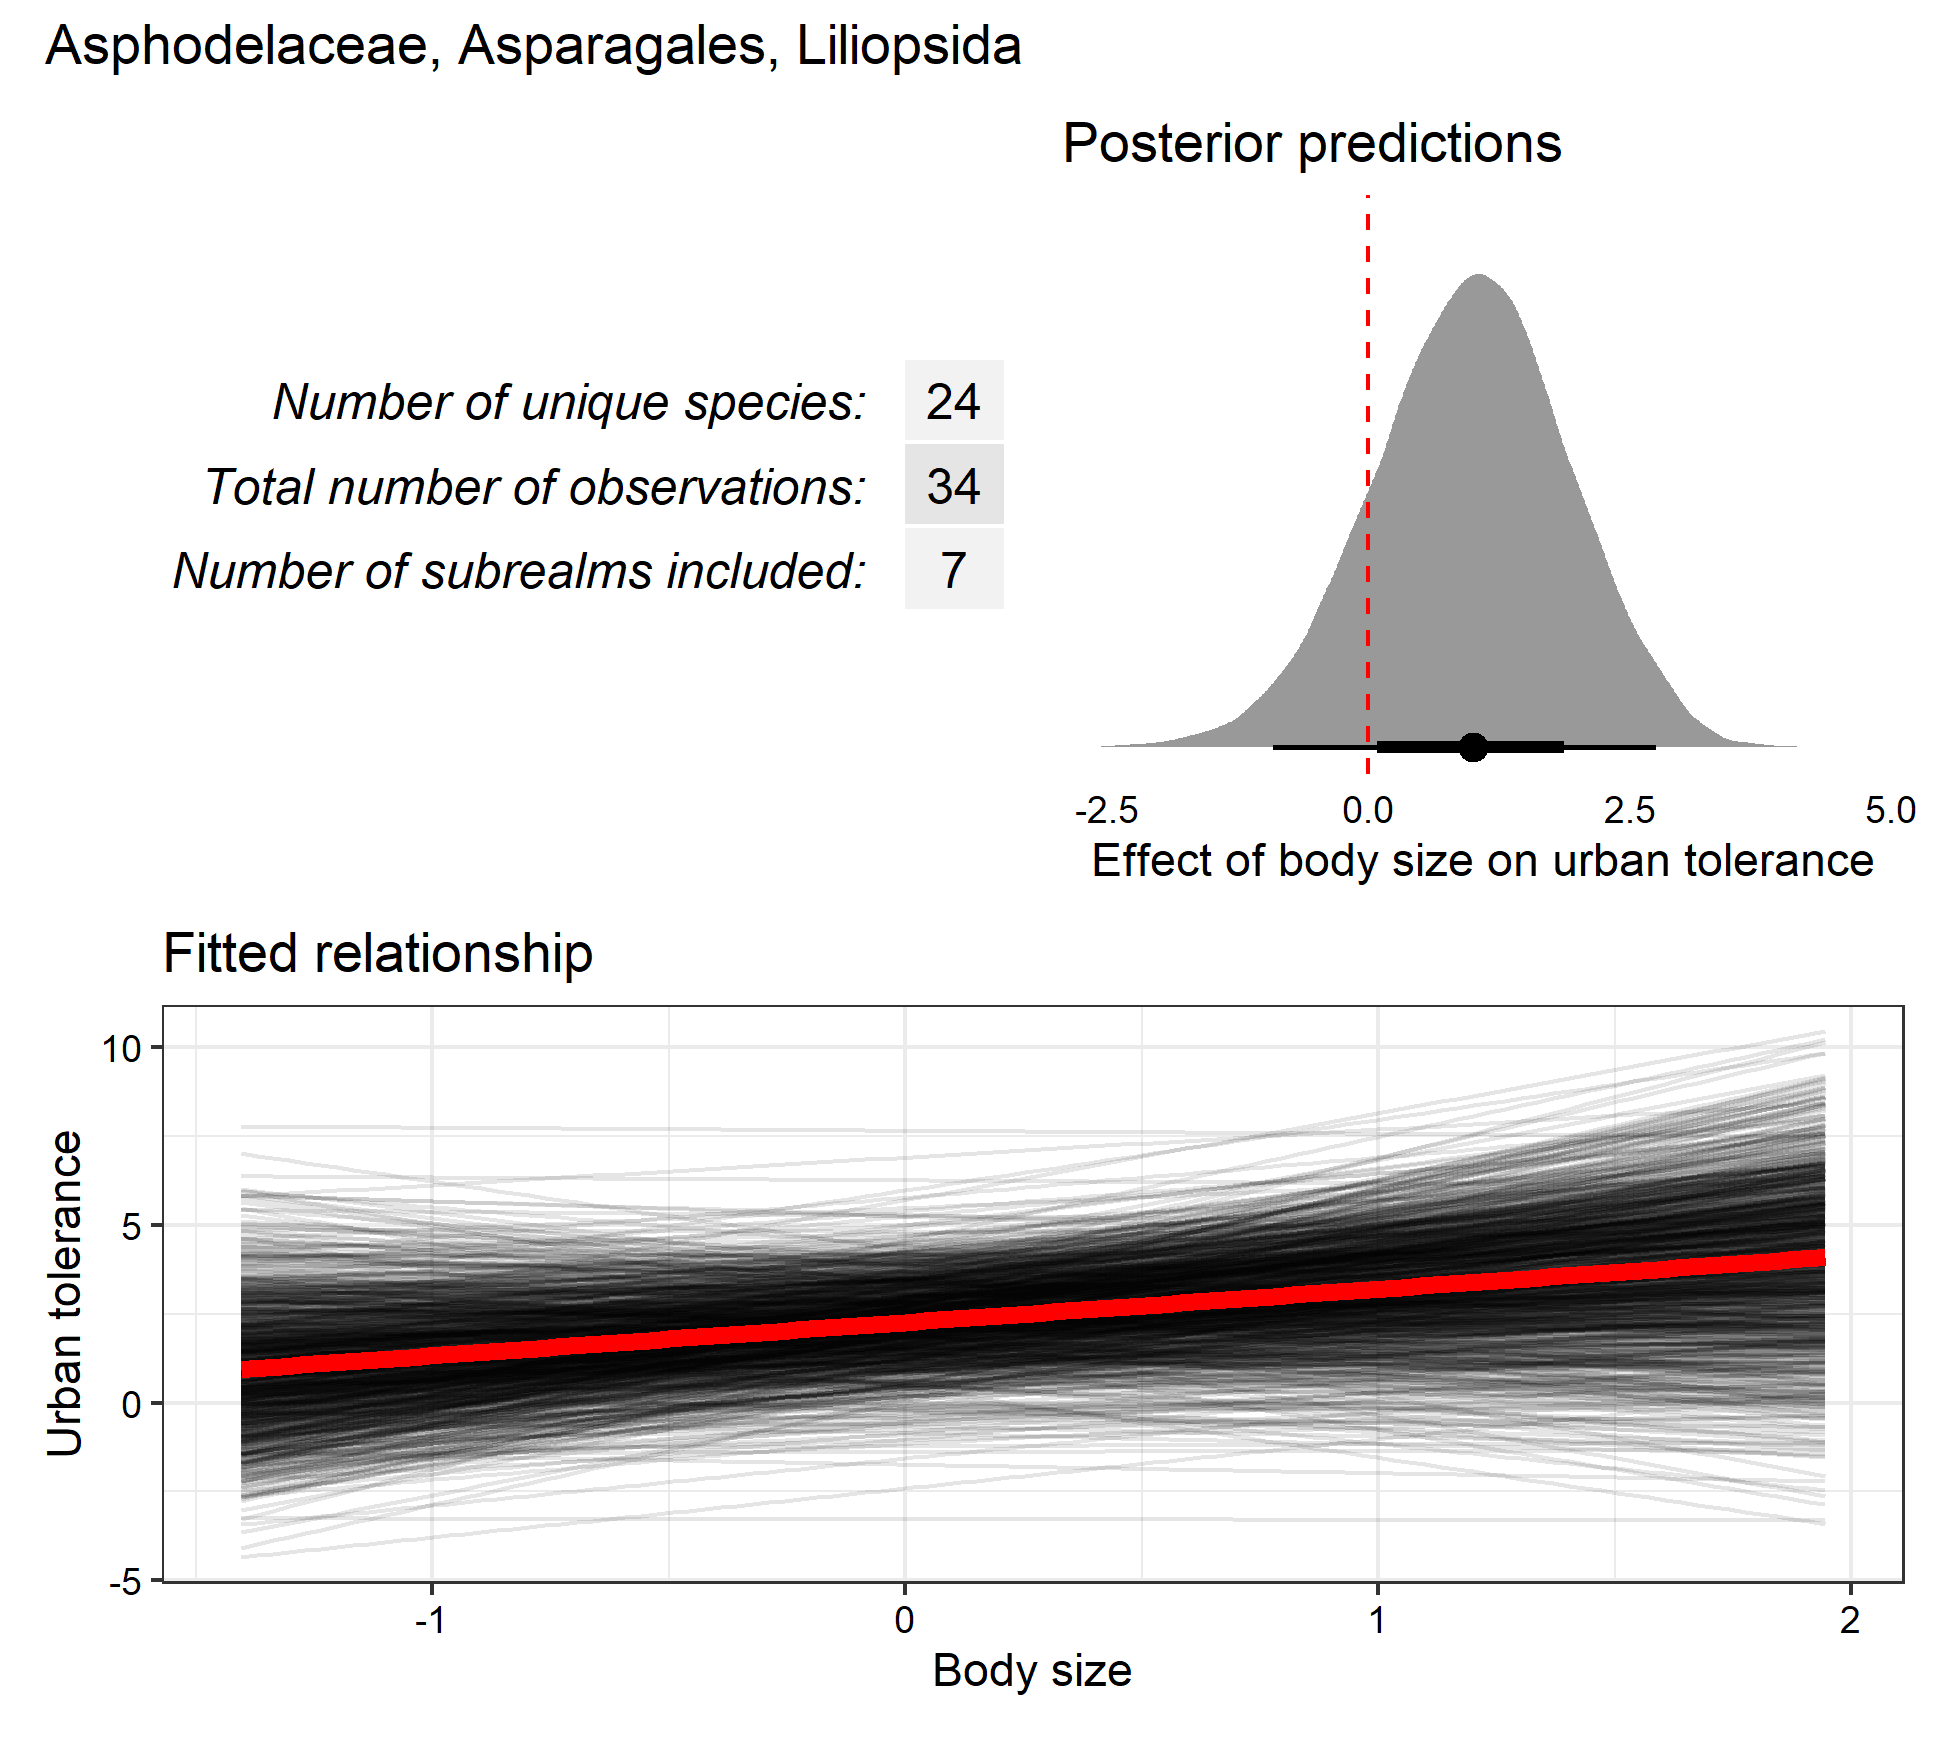 Asphodelaceae, Asparagales, Liliopsida
Posterior predictions
Number of unique species: 24
Total number of observations: 34
Number of subrealms included: 7
-2.5 0.0 2.5 5.0
Effect of body size on urban tolerance
Fitted relationship
10
5
0
-5
Urban tolerance
-1 0 1 2
Body size